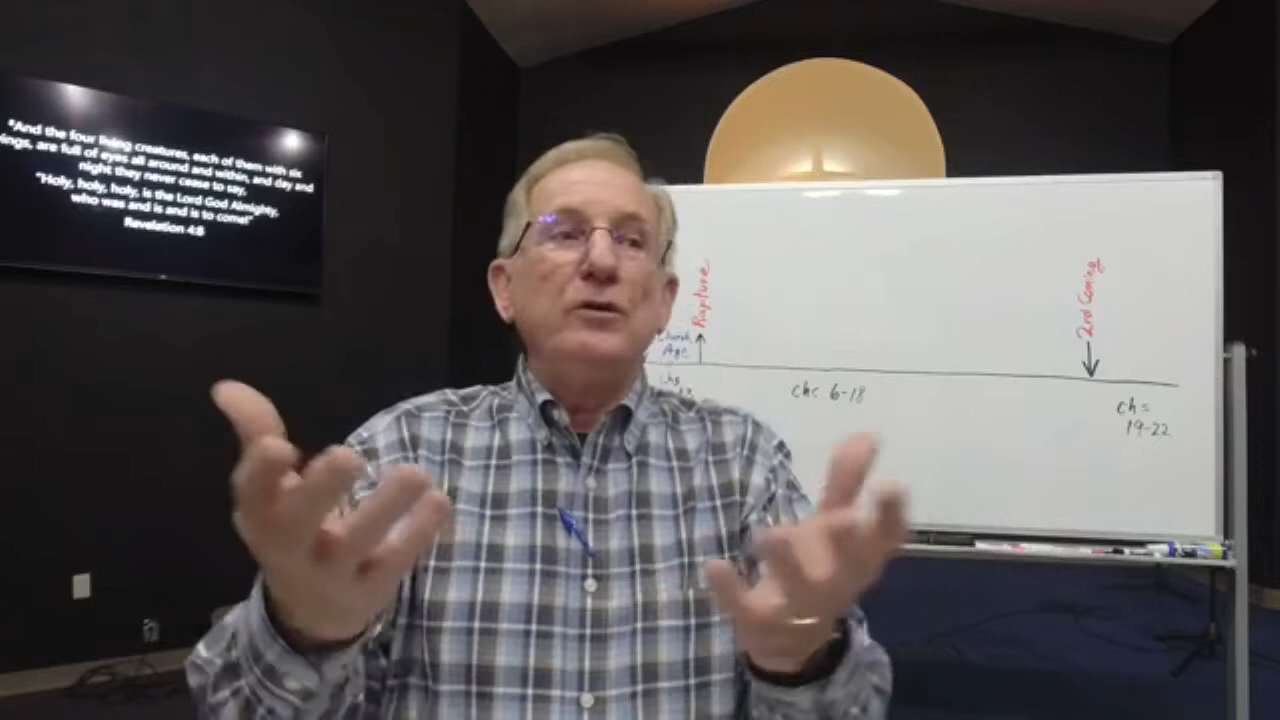 "And the four living creatures, each of them with six
wings, are full of eyes all around and within, and day and
night they never cease to say,
"Holy, holy, holy, is the Lord God Almighty,
who was and is and is to come!"
Revelation 4:8
Rapture
Church
Age
2nd Coming
chs 6-18
chs
19-22